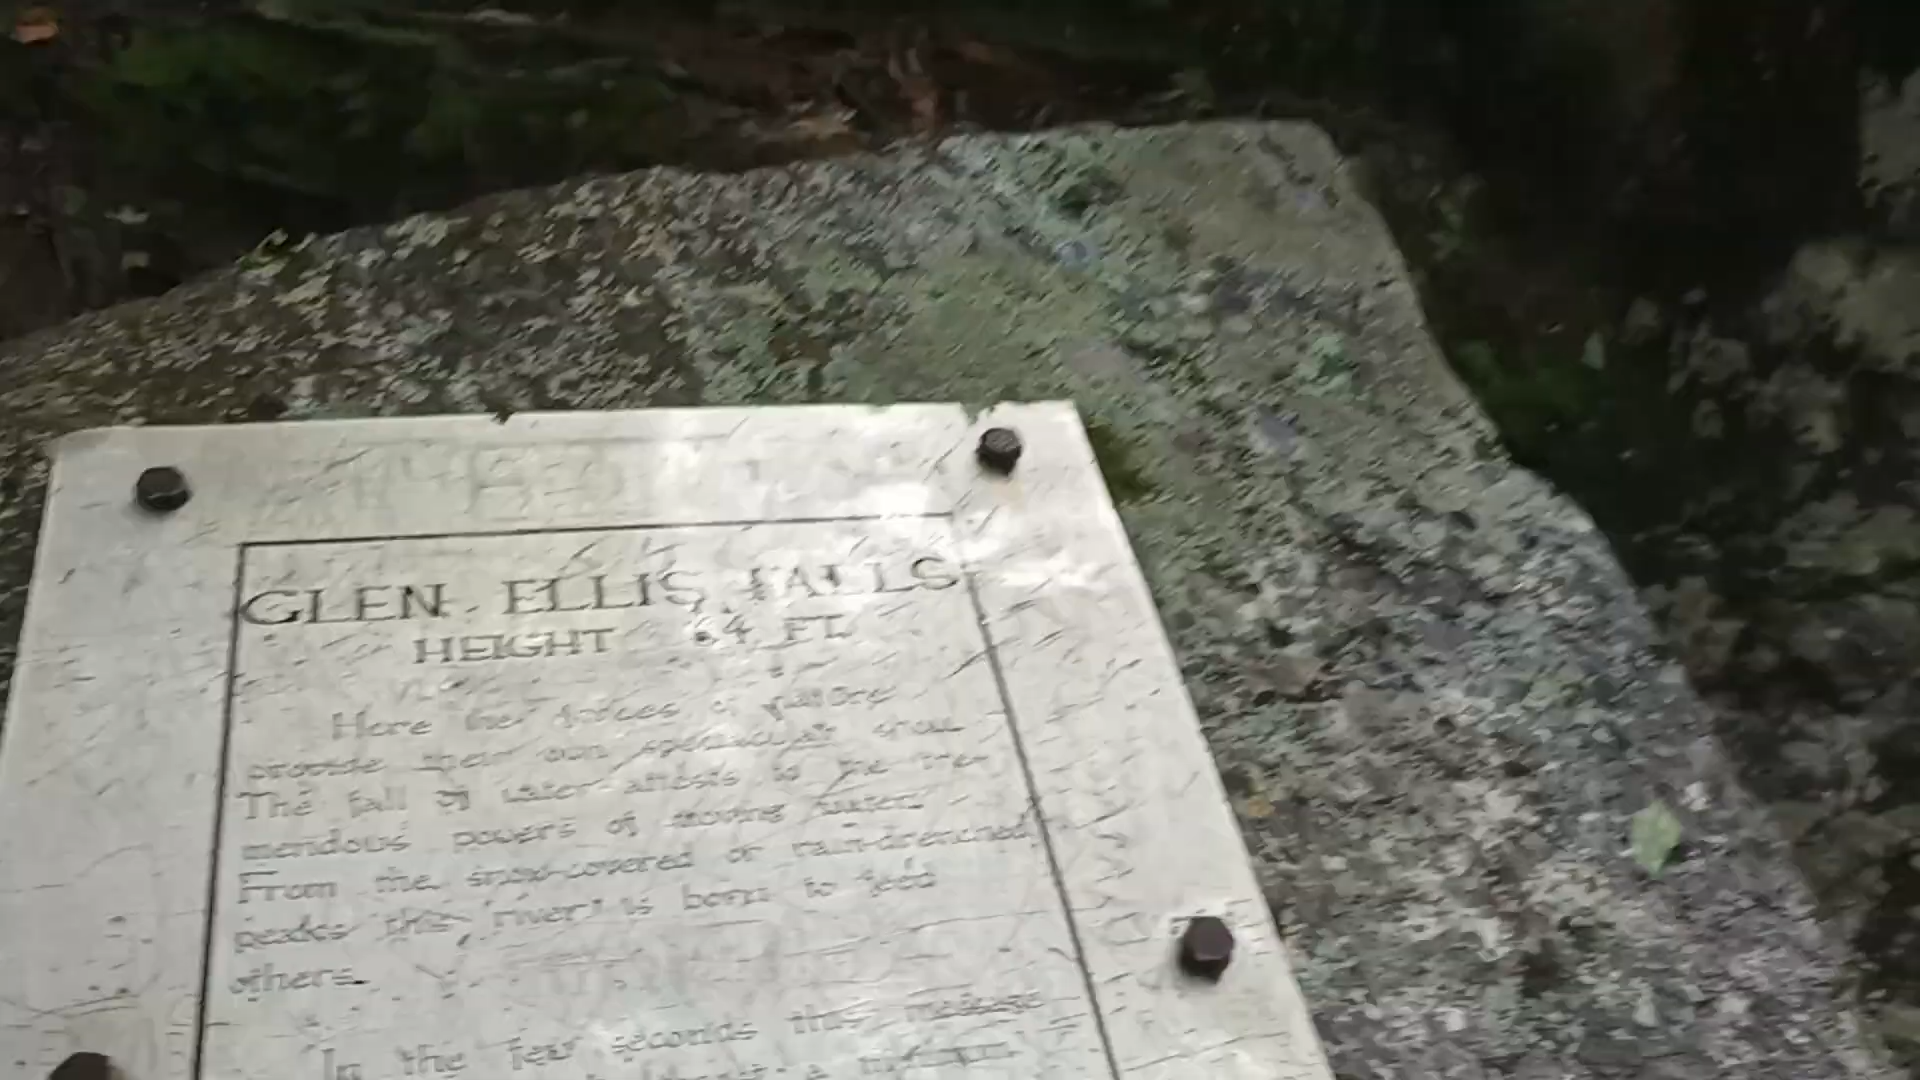 GLEN ELLIS FALLS
HEIGHT 64 FT.
Here the forces of nature
provide their own spectacular show
The fall of water attests to the tre-
mendous powers of moving water.
From the snow-covered or rain-drenched
peaks this river is born to feed
others.
In the few seconds this message